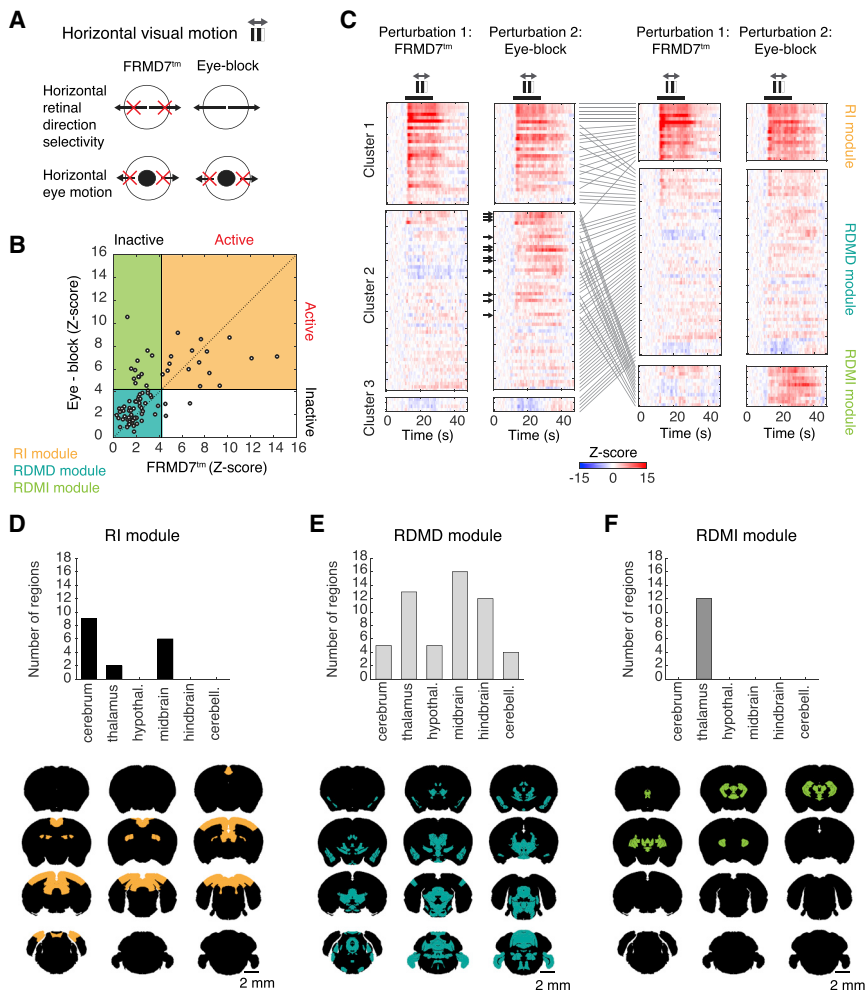 A
Horizontal visual motion
FRMD7tm
Eye-block
Horizontal
retinal
direction
selectivity
Horizontal
eye motion
B
Inactive
Active
16
14
12
10
8
6
4
2
0
Eye - block (Z-score)
Active
Inactive
0 2 4 6 8 10 12 14 16
FRMD7tm (Z-score)
RI module
RDMD module
RDMI module
C
Perturbation 1:
FRMD7tm
Perturbation 2:
Eye-block
Perturbation 1:
FRMD7tm
Perturbation 2:
Eye-block
Cluster 1
Cluster 2
Cluster 3
RI module
RDMD module
RDMI module
0 20 40
0 20 40
0 20 40
0 20 40
Time (s)
Time (s)
Time (s)
Time (s)
Z-score
-15 0 15
D
RI module
Number of regions
18
16
14
12
10
8
6
4
2
0
cerebrum
thalamus
hypothal.
midbrain
hindbrain
cerebell.
2 mm
E
RDMD module
Number of regions
18
16
14
12
10
8
6
4
2
0
cerebrum
thalamus
hypothal.
midbrain
hindbrain
cerebell.
2 mm
F
RDMI module
Number of regions
18
16
14
12
10
8
6
4
2
0
cerebrum
thalamus
hypothal.
midbrain
hindbrain
cerebell.
2 mm